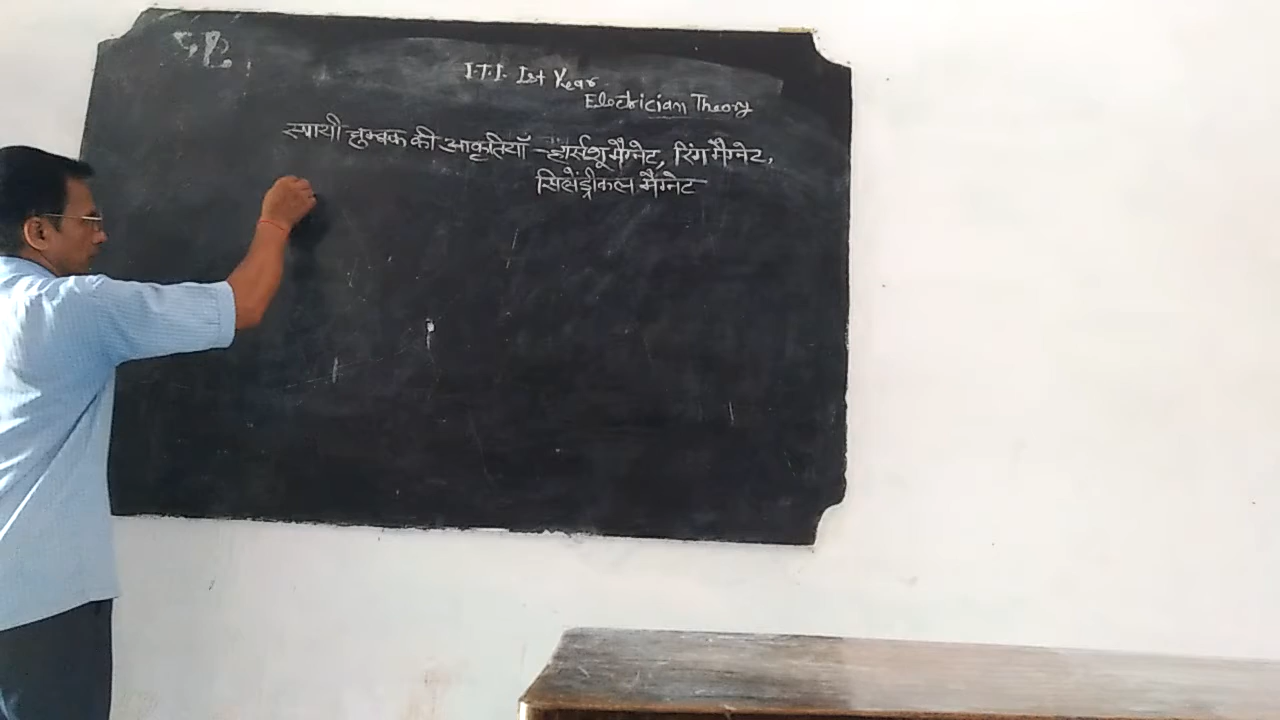 I.T.I. Ist Year
Electrician Theory
स्थायी चुम्बक की आकृतियाँ - हॉर्सशू मैग्नेट, रिंग मैग्नेट,
सिलेंड्रीकल मैग्नेट